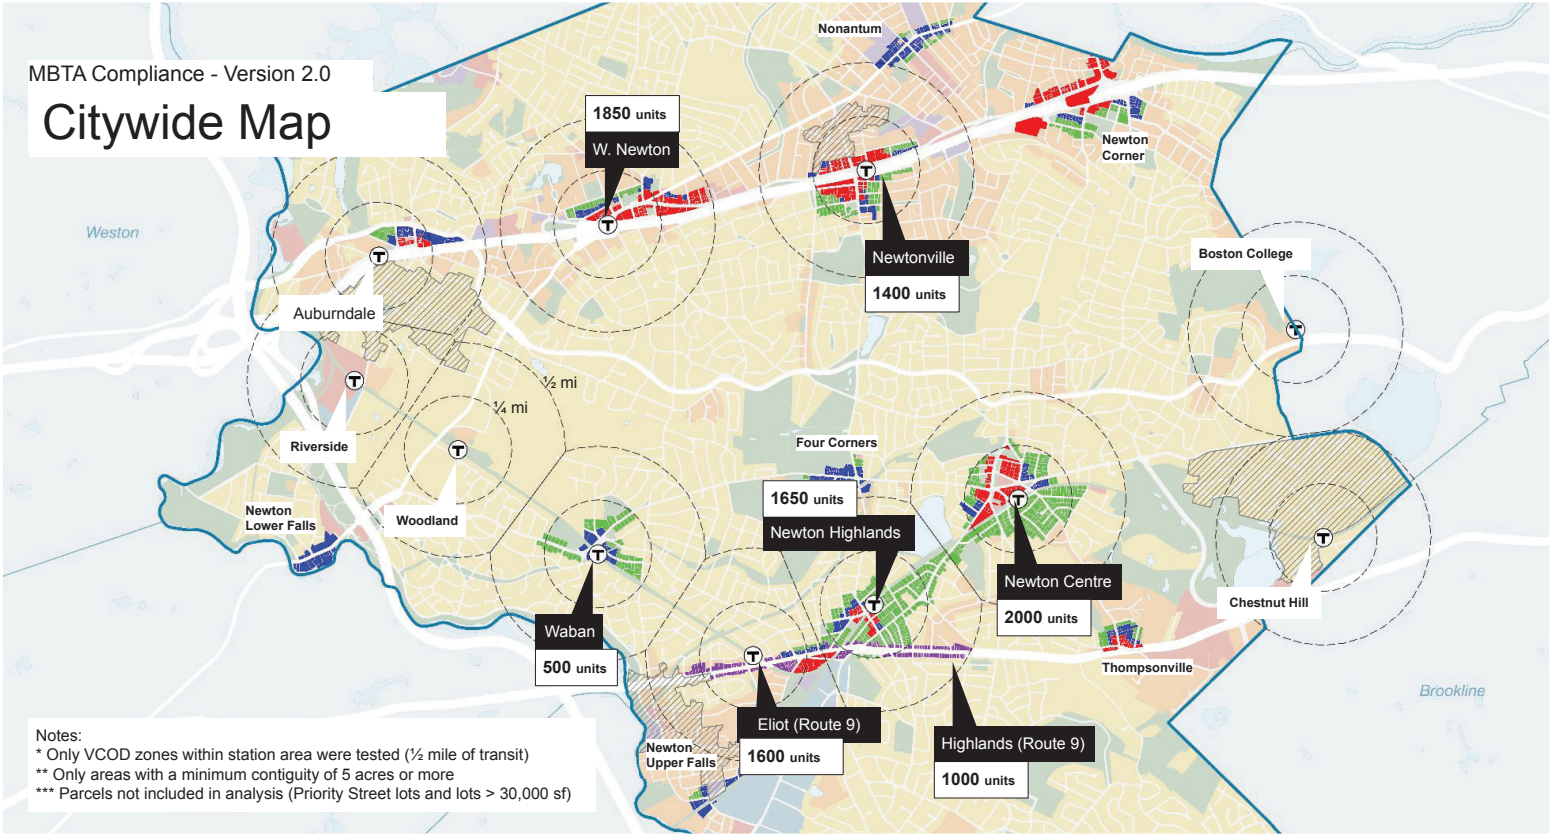 MBTA Compliance - Version 2.0
Citywide Map
Nonantum
1850 units
W. Newton
Newton
Corner
Weston
Newtonville
1400 units
Boston College
T
T
T
T
Auburndale
T
½ mi
¼ mi
Riverside
T
Four Corners
1650 units
Newton Highlands
T
Newton
Lower Falls
Woodland
T
T
Chestnut Hill
Newton Centre
2000 units
T
T
Waban
500 units
T
Thompsonville
Brookline
Eliot (Route 9)
1600 units
Highlands (Route 9)
1000 units
Newton
Upper Falls
Notes:
* Only VCOD zones within station area were tested (½ mile of transit)
** Only areas with a minimum contiguity of 5 acres or more
*** Parcels not included in analysis (Priority Street lots and lots > 30,000 sf)